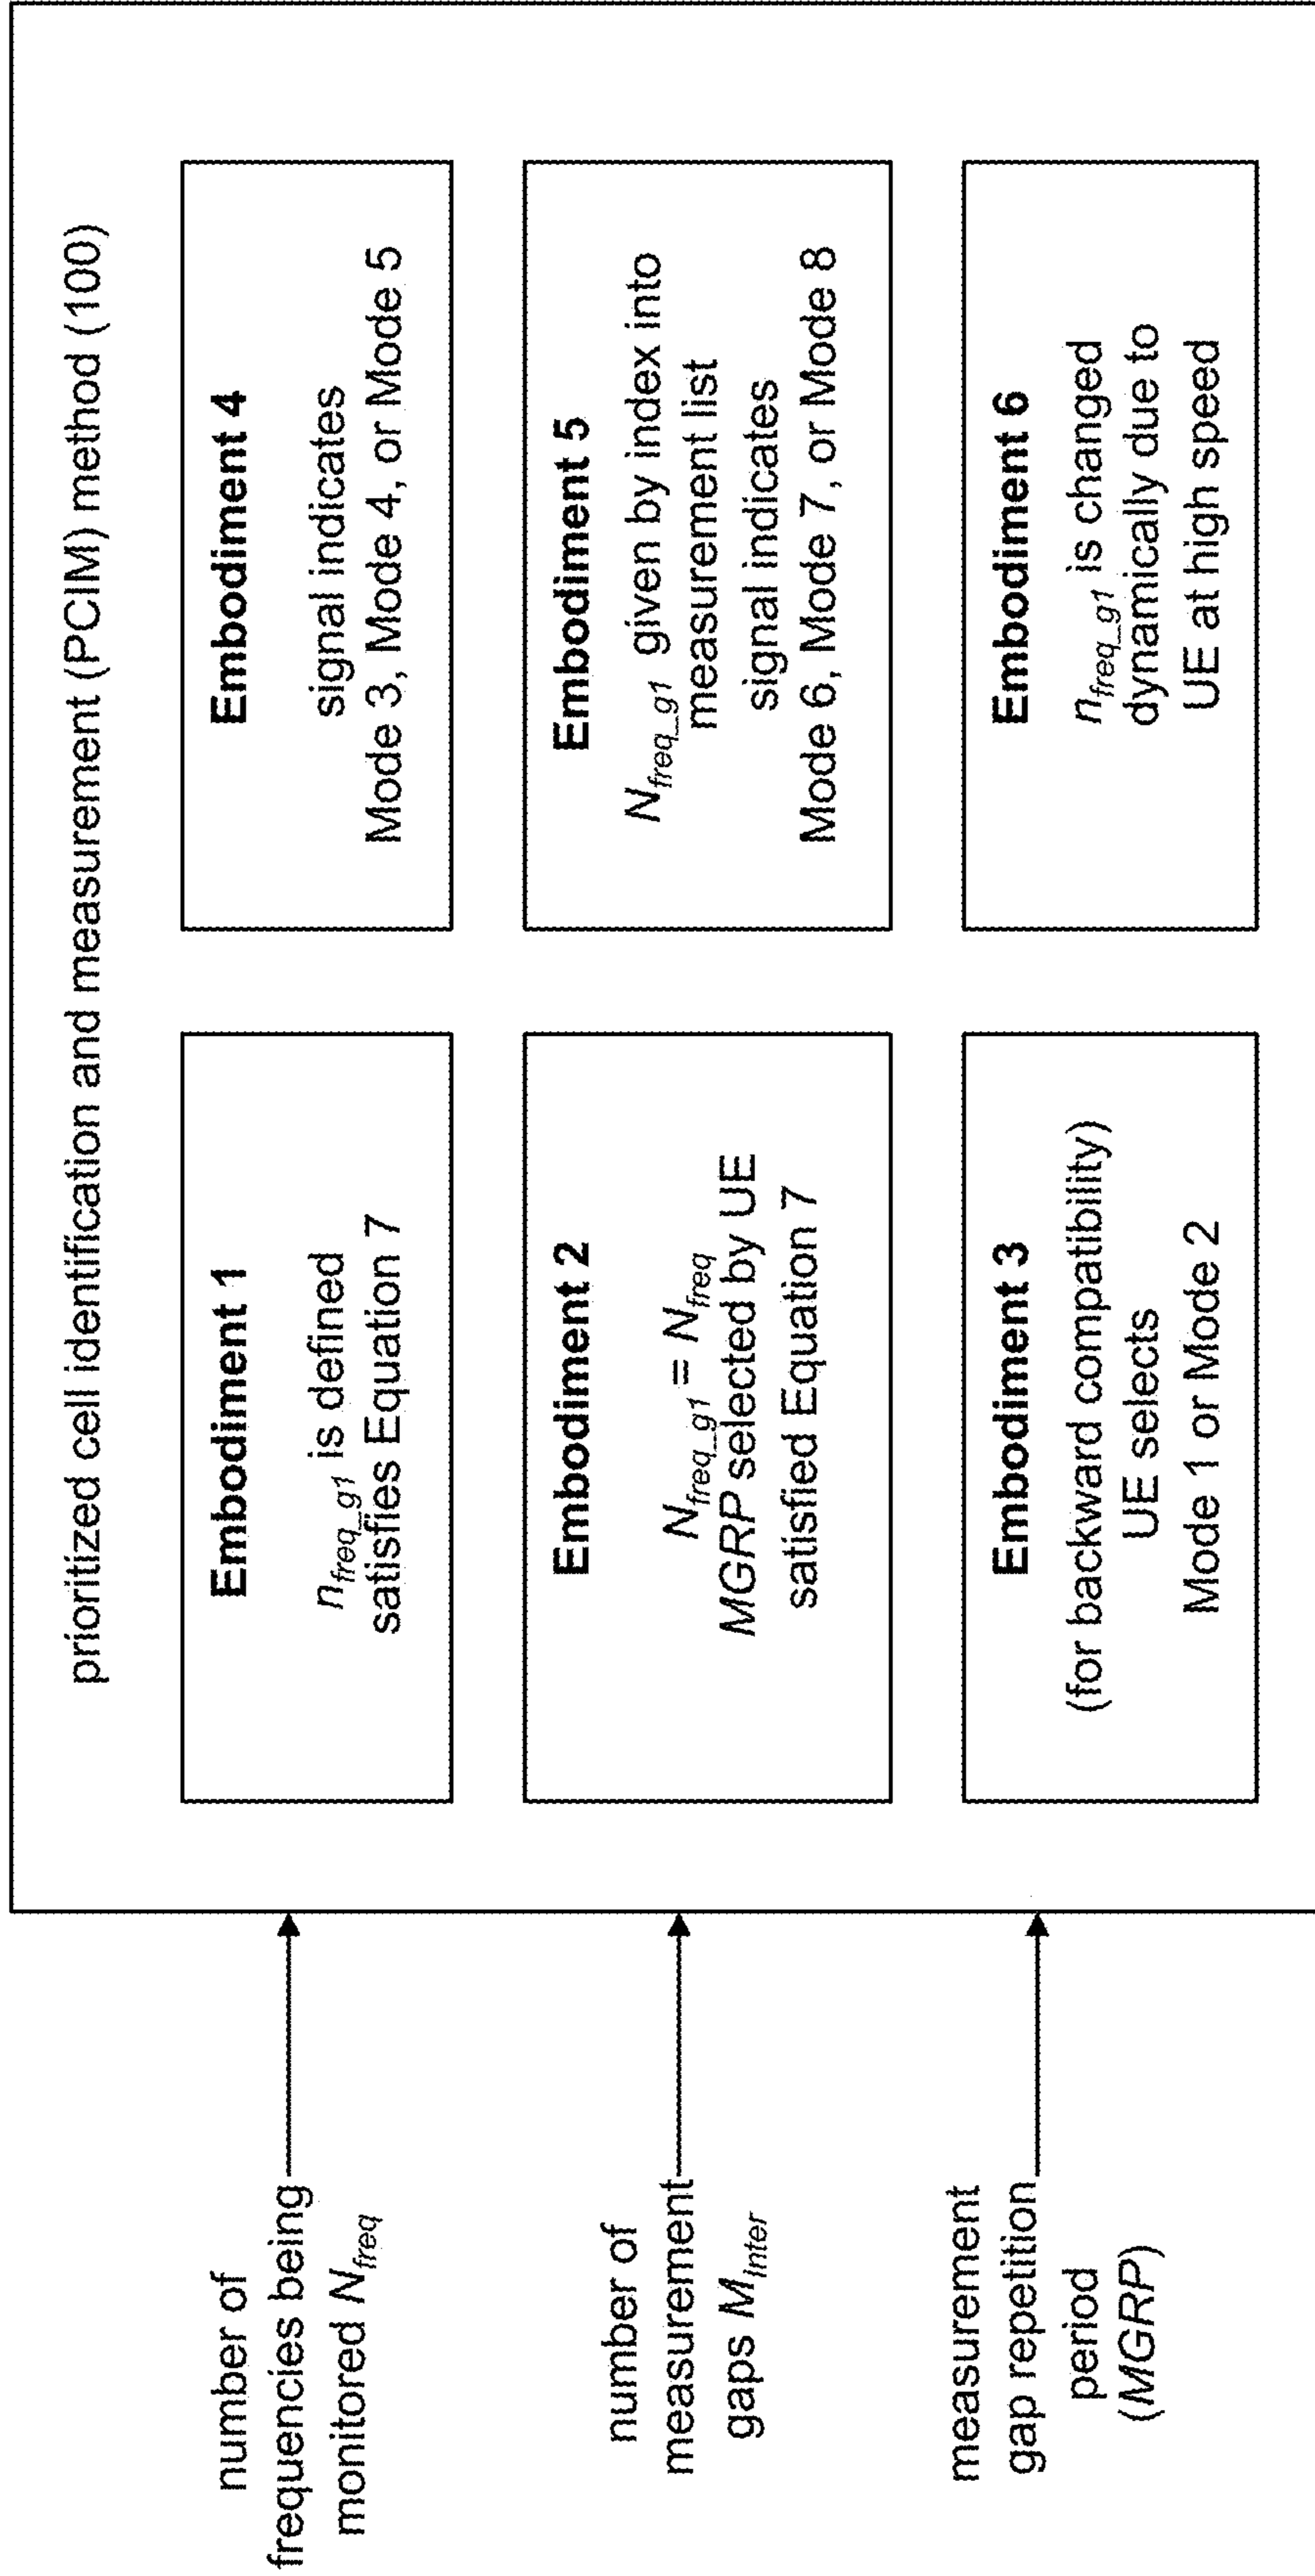 prioritized cell identification and measurement (PCIM) method (100)
number of
frequencies being
monitored N_freq
number of
measurement
gaps M_inter
measurement
gap repetition
period
(MGRP)
Embodiment 1
n_freq_g1 is defined
satisfies Equation 7
Embodiment 2
N_freq_g1 = N_freq
MGRP selected by UE
satisfied Equation 7
Embodiment 3
(for backward compatibility)
UE selects
Mode 1 or Mode 2
Embodiment 4
signal indicates
Mode 3, Mode 4, or Mode 5
Embodiment 5
N_freq_g1 given by index into
measurement list
signal indicates
Mode 6, Mode 7, or Mode 8
Embodiment 6
n_freq_g1 is changed
dynamically due to
UE at high speed